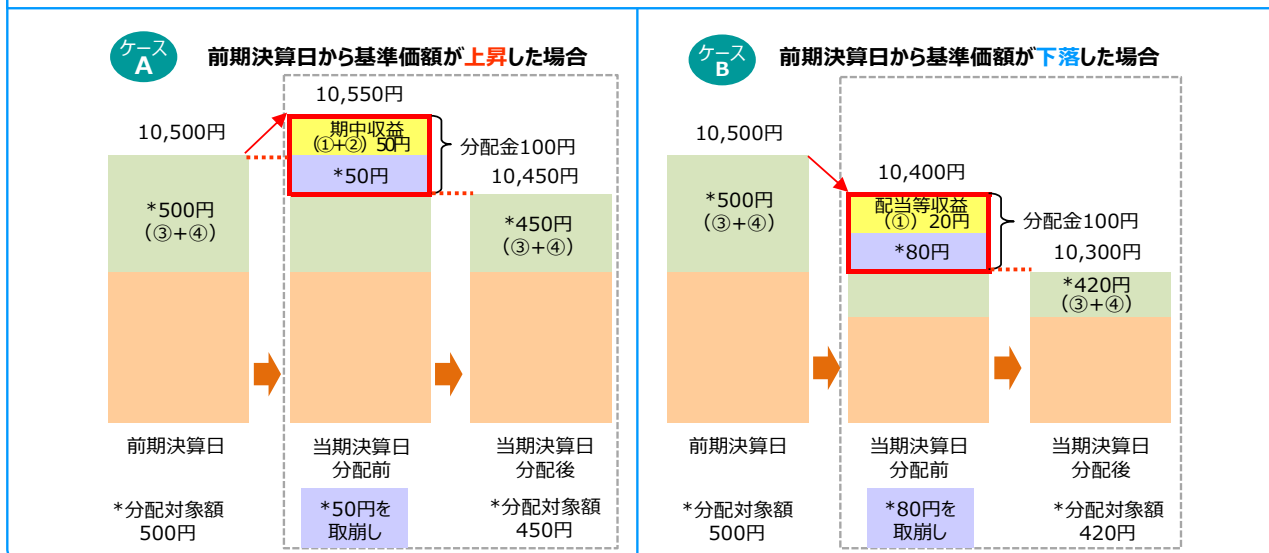 ケース
A
前期決算日から基準価額が上昇した場合
10,550円
10,500円
期中収益
(①+②) 50円
分配金100円
*50円
10,450円
*500円
(③+④)
*450円
(③+④)
前期決算日
当期決算日
分配前
当期決算日
分配後
*分配対象額
500円
*50円を
取崩し
*分配対象額
450円
ケース
B
前期決算日から基準価額が下落した場合
10,500円
10,400円
*500円
(③+④)
配当等収益
(①) 20円
分配金100円
*80円
10,300円
*420円
(③+④)
前期決算日
当期決算日
分配前
当期決算日
分配後
*分配対象額
500円
*80円を
取崩し
*分配対象額
420円